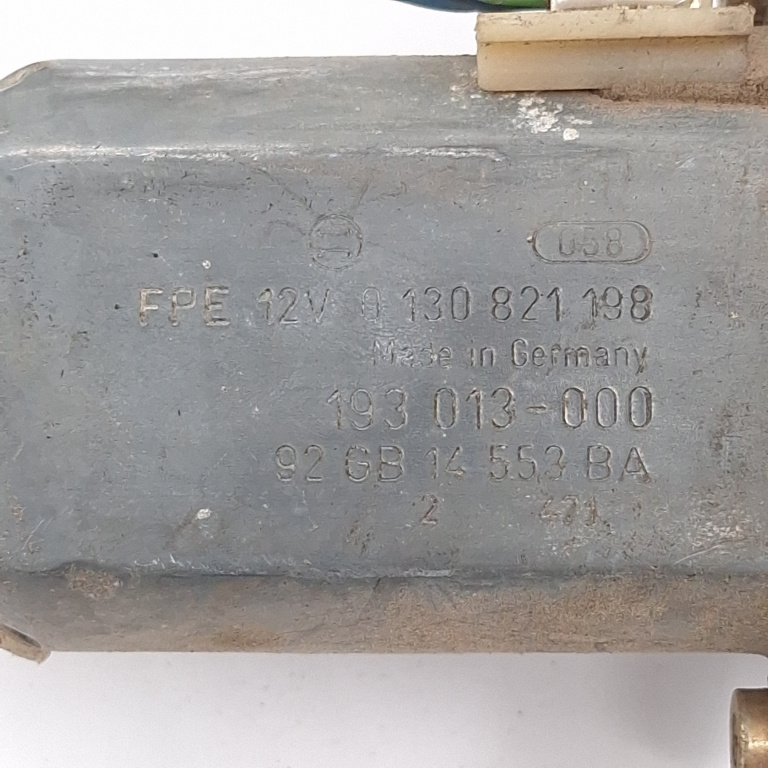 058
FPE 12V 0 130 821 198
Made in Germany
193 013-000
92 GB 14 553 BA
2 471